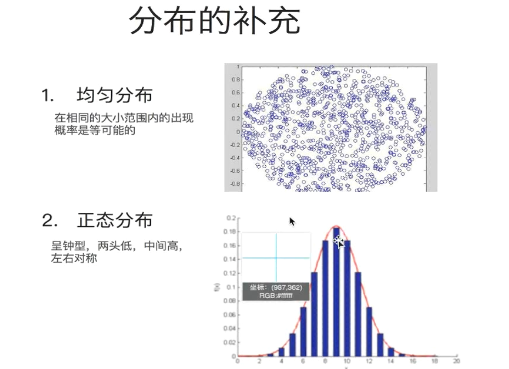 分布的补充
1. 均匀分布
在相同的大小范围内的出现
概率是等可能的
1
0.8
0.6
0.4
0.2
0
-0.2
-0.4
-0.6
-0.8
2. 正态分布
呈钟型，两头低，中间高，
左右对称
0.2
0.18
0.16
0.14
0.12
0.1
0.08
0.06
0.04
0.02
0
f(x)
坐标: (987,362)
RGB:#ffffff
0 2 4 6 8 10 12 14 16 18 20
x